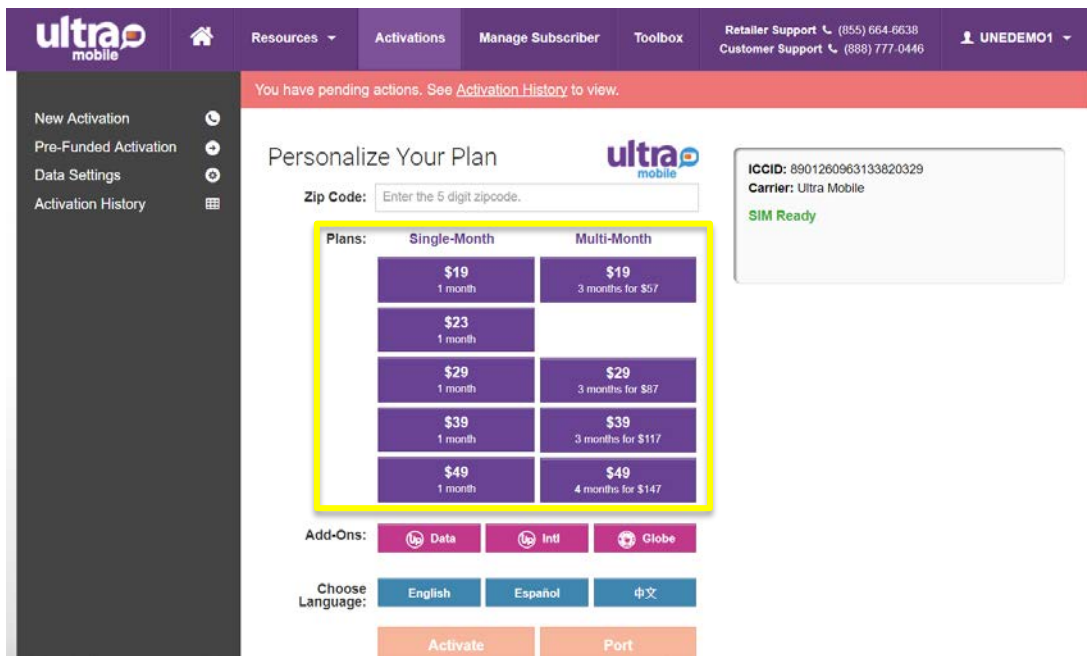 ultra
mobile
Resources
Activations
Manage Subscriber
Toolbox
Retailer Support (855) 664-6638
Customer Support (888) 777-0446
UNEDEMO1
You have pending actions. See Activation History to view.
New Activation
Pre-Funded Activation
Data Settings
Activation History
Personalize Your Plan
ultra
mobile
Zip Code: Enter the 5 digit zipcode.
Plans: Single-Month Multi-Month
$19 $19
1 month 3 months for $57
$23
1 month
$29 $29
1 month 3 months for $87
$39 $39
1 month 3 months for $117
$49 $49
1 month 4 months for $147
Add-Ons: Up Data Up Intl Globe
Choose
Language: English Español 中文
Activate Port
ICCID: 8901260963133820329
Carrier: Ultra Mobile
SIM Ready